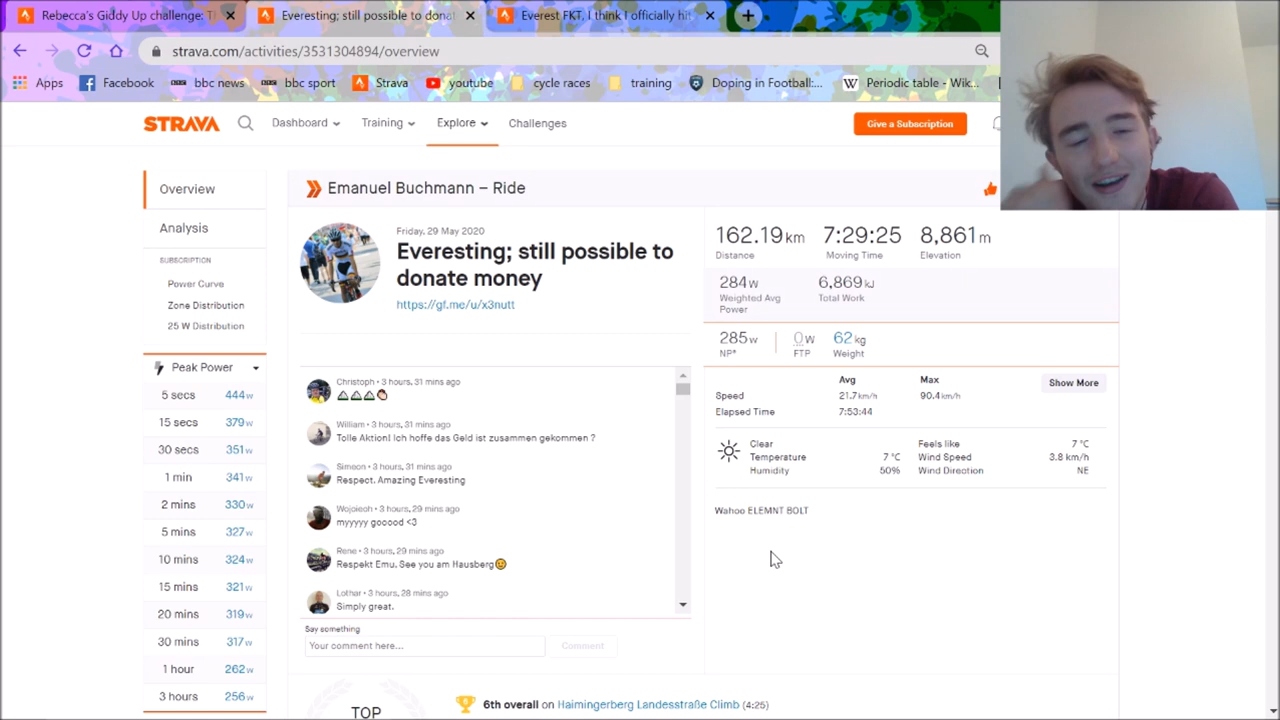 Rebecca's Giddy Up challenge: T
Everesting; still possible to dona
Everest FKT, I think I officially hi
strava.com/activities/3531304894/overview
Apps
Facebook
bbc news
bbc sport
Strava
youtube
cycle races
training
Doping in Football:...
Periodic table - Wik...
STRAVA
Dashboard
Training
Explore
Challenges
Give a Subscription
Overview
Analysis
SUBSCRIPTION
Power Curve
Zone Distribution
25 W Distribution
Peak Power
5 secs 444w
15 secs 379w
30 secs 351w
1 min 341w
2 mins 330w
5 mins 327w
10 mins 324w
15 mins 321w
20 mins 319w
30 mins 317w
1 hour 262w
3 hours 256w
Emanuel Buchmann – Ride
Friday, 29 May 2020
Everesting; still possible to
donate money
https://gf.me/u/x3nutt
162.19km 7:29:25 8,861m
Distance Moving Time Elevation
284W 6,869kJ
Weighted Avg Total Work
Power
285w 0w 62kg
NP® FTP Weight
Avg Max
Show More
Speed 21.7km/h 90.4km/h
Elapsed Time 7:53:44
Clear Feels like 7 °C
Temperature 7 °C Wind Speed 3.8 km/h
Humidity 50% Wind Direction NE
Wahoo ELEMNT BOLT
Christoph • 3 hours, 31 mins ago
William • 3 hours, 31 mins ago
Tolle Aktion! Ich hoffe das Geld ist zusammen gekommen ?
Simeon • 3 hours, 31 mins ago
Respect. Amazing Everesting
Wojciech • 3 hours, 29 mins ago
myyyyy gooood <3
Rene • 3 hours, 29 mins ago
Respekt Emu. See you am Hausberg
Lothar • 3 hours, 28 mins ago
Simply great.
Say something
Your comment here...
Comment
TOP
6th overall on Haimingerberg Landesstraße Climb (4:25)